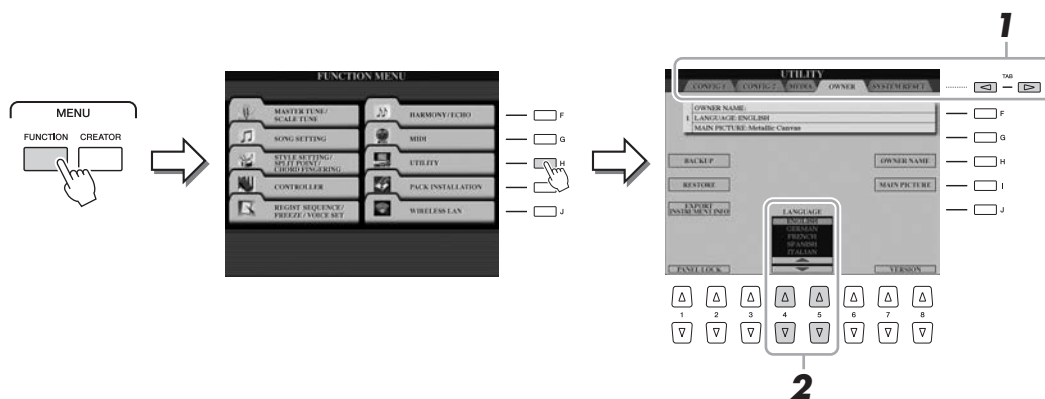 MENU
FUNCTION CREATOR
FUNCTION MENU
MASTER TUNE/
SCALE TUNE
SONG SETTING
STYLE SETTING/
SPLIT POINT/
CHORD FINGERING
CONTROLLER
REGIST SEQUENCE/
FREEZE / VOICE SET
HARMONY/ECHO
MIDI
UTILITY
PACK INSTALLATION
WIRELESS LAN
F
G
H
J
1
UTILITY
CONFIG 1 CONFIG 2 MEDIA OWNER SYSTEM RESET
TAB
OWNER NAME:
1 LANGUAGE:ENGLISH
MAIN PICTURE:Metallic Canvas
BACKUP
RESTORE
EXPORT
INSTRUMENT INFO
OWNER NAME
MAIN PICTURE
LANGUAGE
ENGLISH
GERMAN
FRENCH
SPANISH
ITALIAN
PANEL LOCK
VERSION
F
G
H
I
J
1 2 3 4 5 6 7 8
2